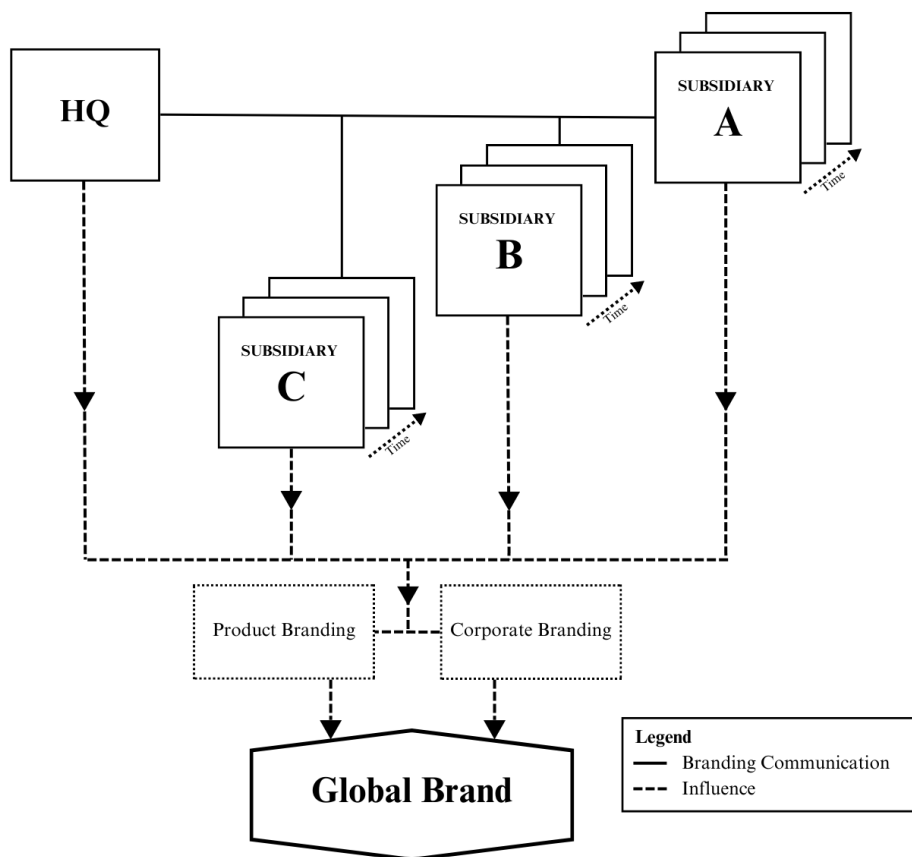 HQ
SUBSIDIARY
A
Time
SUBSIDIARY
B
Time
SUBSIDIARY
C
Time
Product Branding
Corporate Branding
Global Brand
Legend
Branding Communication
Influence